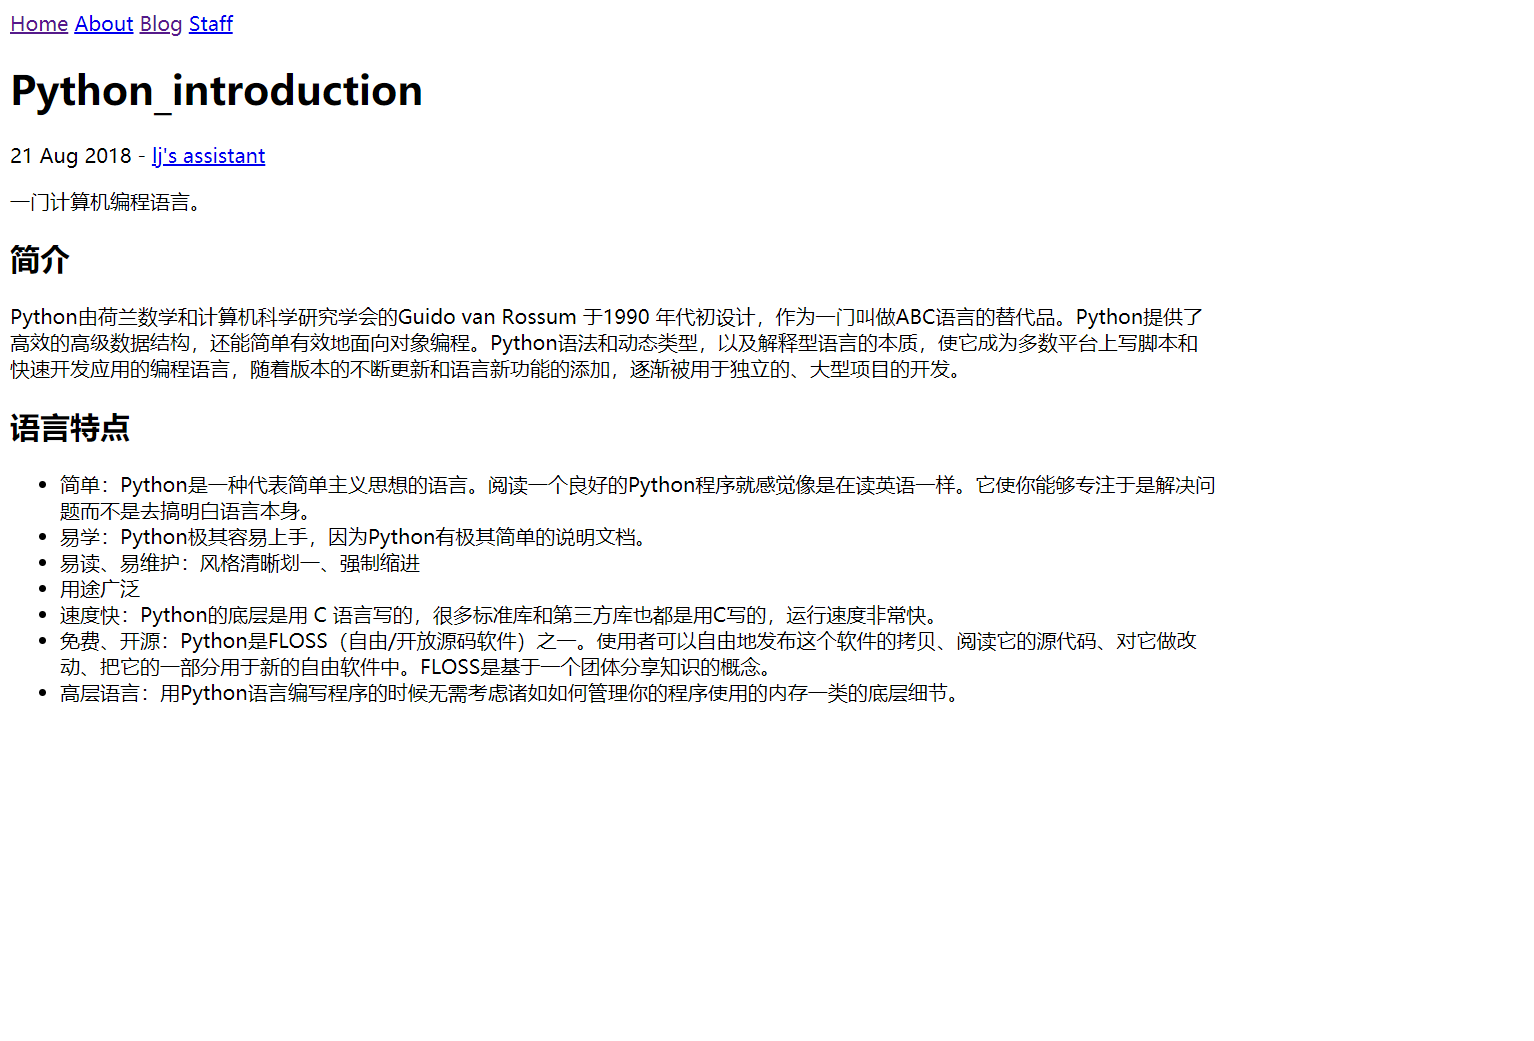 Home About Blog Staff
Python_introduction
21 Aug 2018 - lj's assistant
一门计算机编程语言。
简介
Python由荷兰数学和计算机科学研究学会的Guido van Rossum 于1990 年代初设计，作为一门叫做ABC语言的替代品。Python提供了
高效的高级数据结构，还能简单有效地面向对象编程。Python语法和动态类型，以及解释型语言的本质，使它成为多数平台上写脚本和
快速开发应用的编程语言，随着版本的不断更新和语言新功能的添加，逐渐被用于独立的、大型项目的开发。
语言特点
• 简单：Python是一种代表简单主义思想的语言。阅读一个良好的Python程序就感觉像是在读英语一样。它使你能够专注于是解决问
题而不是去搞明白语言本身。
• 易学：Python极其容易上手，因为Python有极其简单的说明文档。
• 易读、易维护：风格清晰划一、强制缩进
• 用途广泛
• 速度快：Python的底层是用 C 语言写的，很多标准库和第三方库也都是用C写的，运行速度非常快。
• 免费、开源：Python是FLOSS（自由/开放源码软件）之一。使用者可以自由地发布这个软件的拷贝、阅读它的源代码、对它做改
动、把它的一部分用于新的自由软件中。FLOSS是基于一个团体分享知识的概念。
• 高层语言：用Python语言编写程序的时候无需考虑诸如如何管理你的程序使用的内存一类的底层细节。